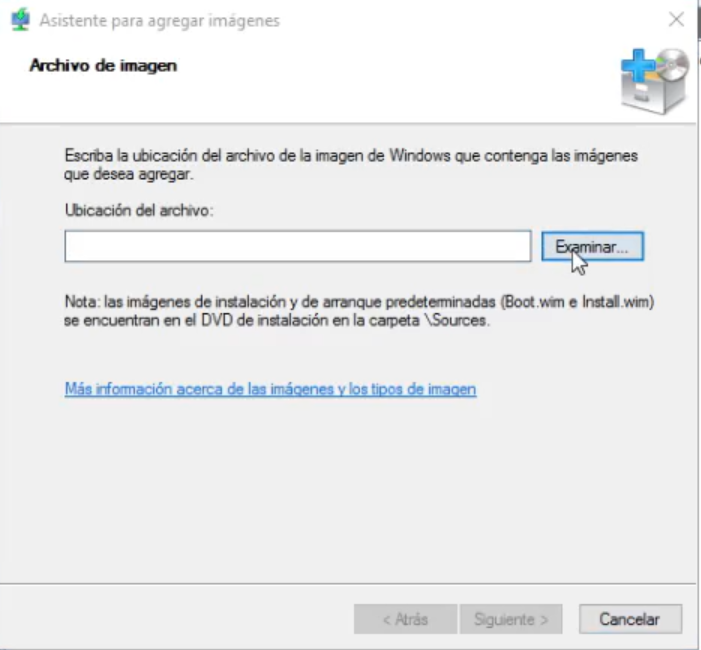 Asistente para agregar imágenes
Archivo de imagen
Escriba la ubicación del archivo de la imagen de Windows que contenga las imágenes
que desea agregar.
Ubicación del archivo:
Examinar...
Nota: las imágenes de instalación y de arranque predeterminadas (Boot.wim e Install.wim)
se encuentran en el DVD de instalación en la carpeta \Sources.
Más información acerca de las imágenes y los tipos de imagen
< Atrás
Siguiente >
Cancelar